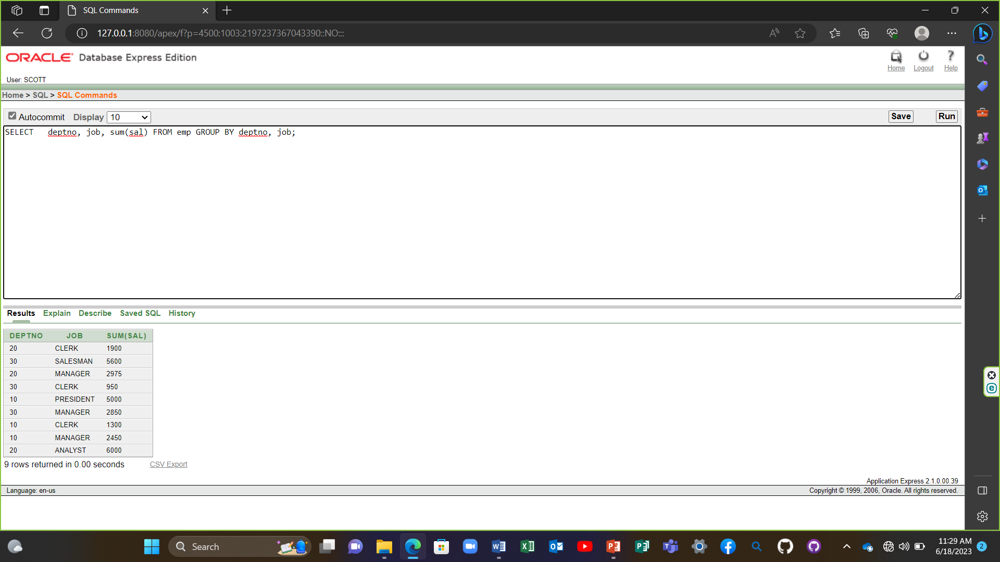 SQL Commands
127.0.0.1:8080/apex/f?p=4500:1003:2197237367043390::NO:::
ORACLE Database Express Edition
Home Logout Help
User: SCOTT
Home > SQL > SQL Commands
Autocommit Display 10 Save Run
SELECT   deptno, job, sum(sal) FROM emp GROUP BY deptno, job;
Results Explain Describe Saved SQL History
DEPTNO JOB SUM(SAL)
20 CLERK 1900
30 SALESMAN 5600
20 MANAGER 2975
30 CLERK 950
10 PRESIDENT 5000
30 MANAGER 2850
10 CLERK 1300
10 MANAGER 2450
20 ANALYST 6000
9 rows returned in 0.00 seconds CSV Export
Application Express 2.1.0.00.39
Language: en-us Copyright © 1999, 2006, Oracle. All rights reserved.
Search
11:29 AM
6/18/2023 2